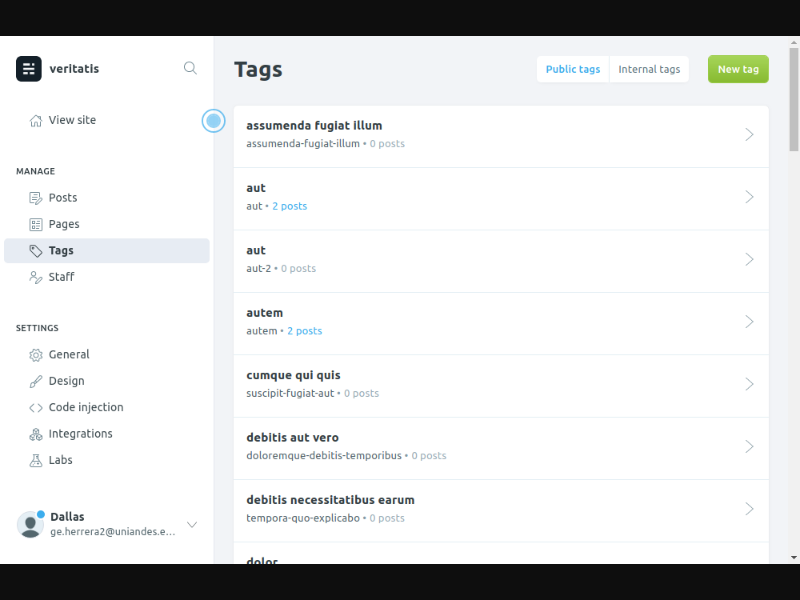 veritatis
View site
MANAGE
Posts
Pages
Tags
Staff
SETTINGS
General
Design
Code injection
Integrations
Labs
Dallas
ge.herrera2@uniandes.e...
Tags
Public tags
Internal tags
New tag
assumenda fugiat illum
assumenda-fugiat-illum • 0 posts
aut
aut • 2 posts
aut
aut-2 • 0 posts
autem
autem • 2 posts
cumque qui quis
suscipit-fugiat-aut • 0 posts
debitis aut vero
doloremque-debitis-temporibus • 0 posts
debitis necessitatibus earum
tempora-quo-explicabo • 0 posts
dolor